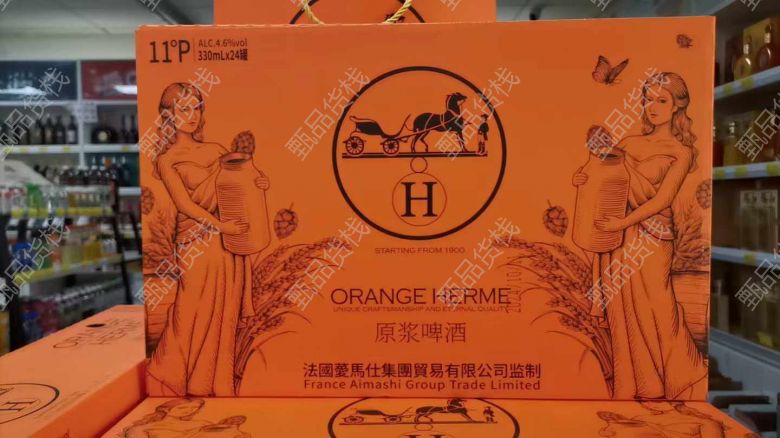 11°P
ALC.4.6%vol
330mLx24罐
H
STARTING FROM 1900
ORANGE HERME
UNIQUE CRAFTSMANSHIP AND ETERNAL QUALITY
原浆啤酒
法國薆馬仕集團貿易有限公司监制
France Aimashi Group Trade Limited
H
甄品货栈